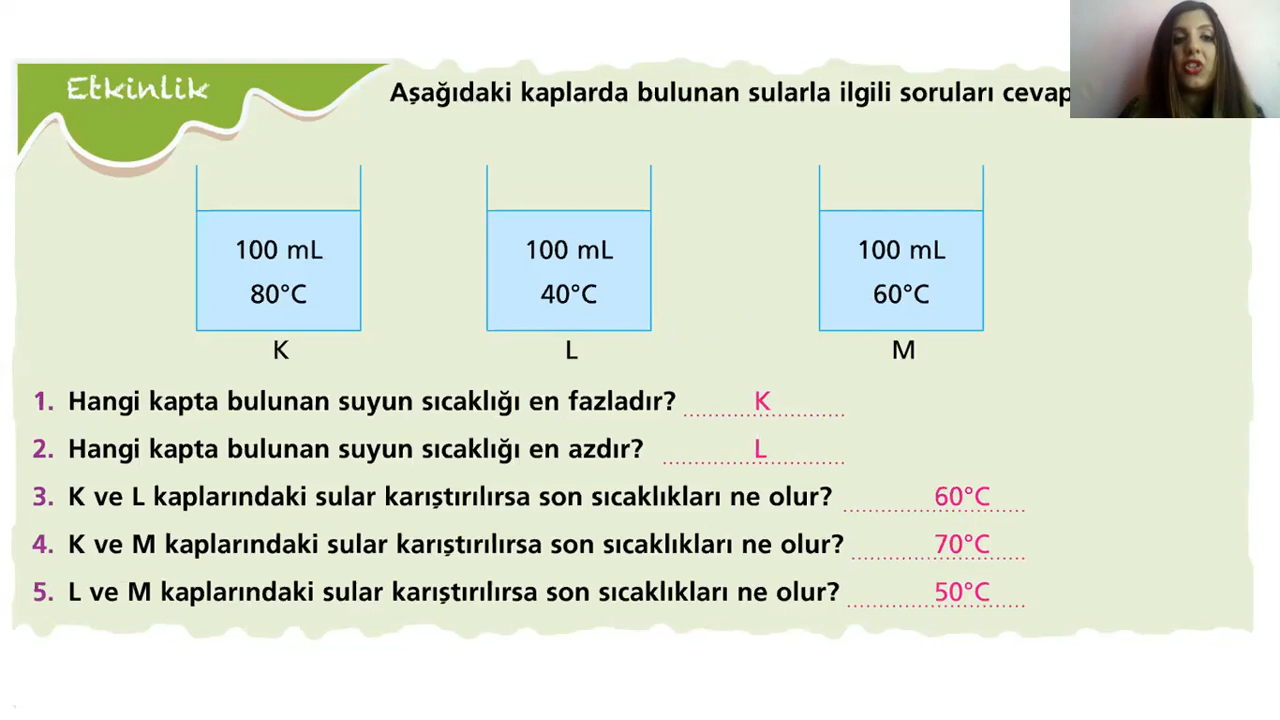 Etkinlik
Aşağıdaki kaplarda bulunan sularla ilgili soruları cevap
100 mL 100 mL 100 mL
80°C 40°C 60°C
K L M
1. Hangi kapta bulunan suyun sıcaklığı en fazladır? K
2. Hangi kapta bulunan suyun sıcaklığı en azdır? L
3. K ve L kaplarındaki sular karıştırılırsa son sıcaklıkları ne olur? 60°C
4. K ve M kaplarındaki sular karıştırılırsa son sıcaklıkları ne olur? 70°C
5. L ve M kaplarındaki sular karıştırılırsa son sıcaklıkları ne olur? 50°C